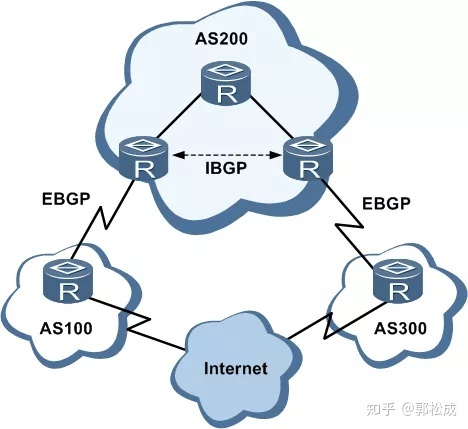 AS200
R
R
IBGP
R
EBGP
EBGP
R
AS100
R
AS300
Internet
知乎 @郭松成